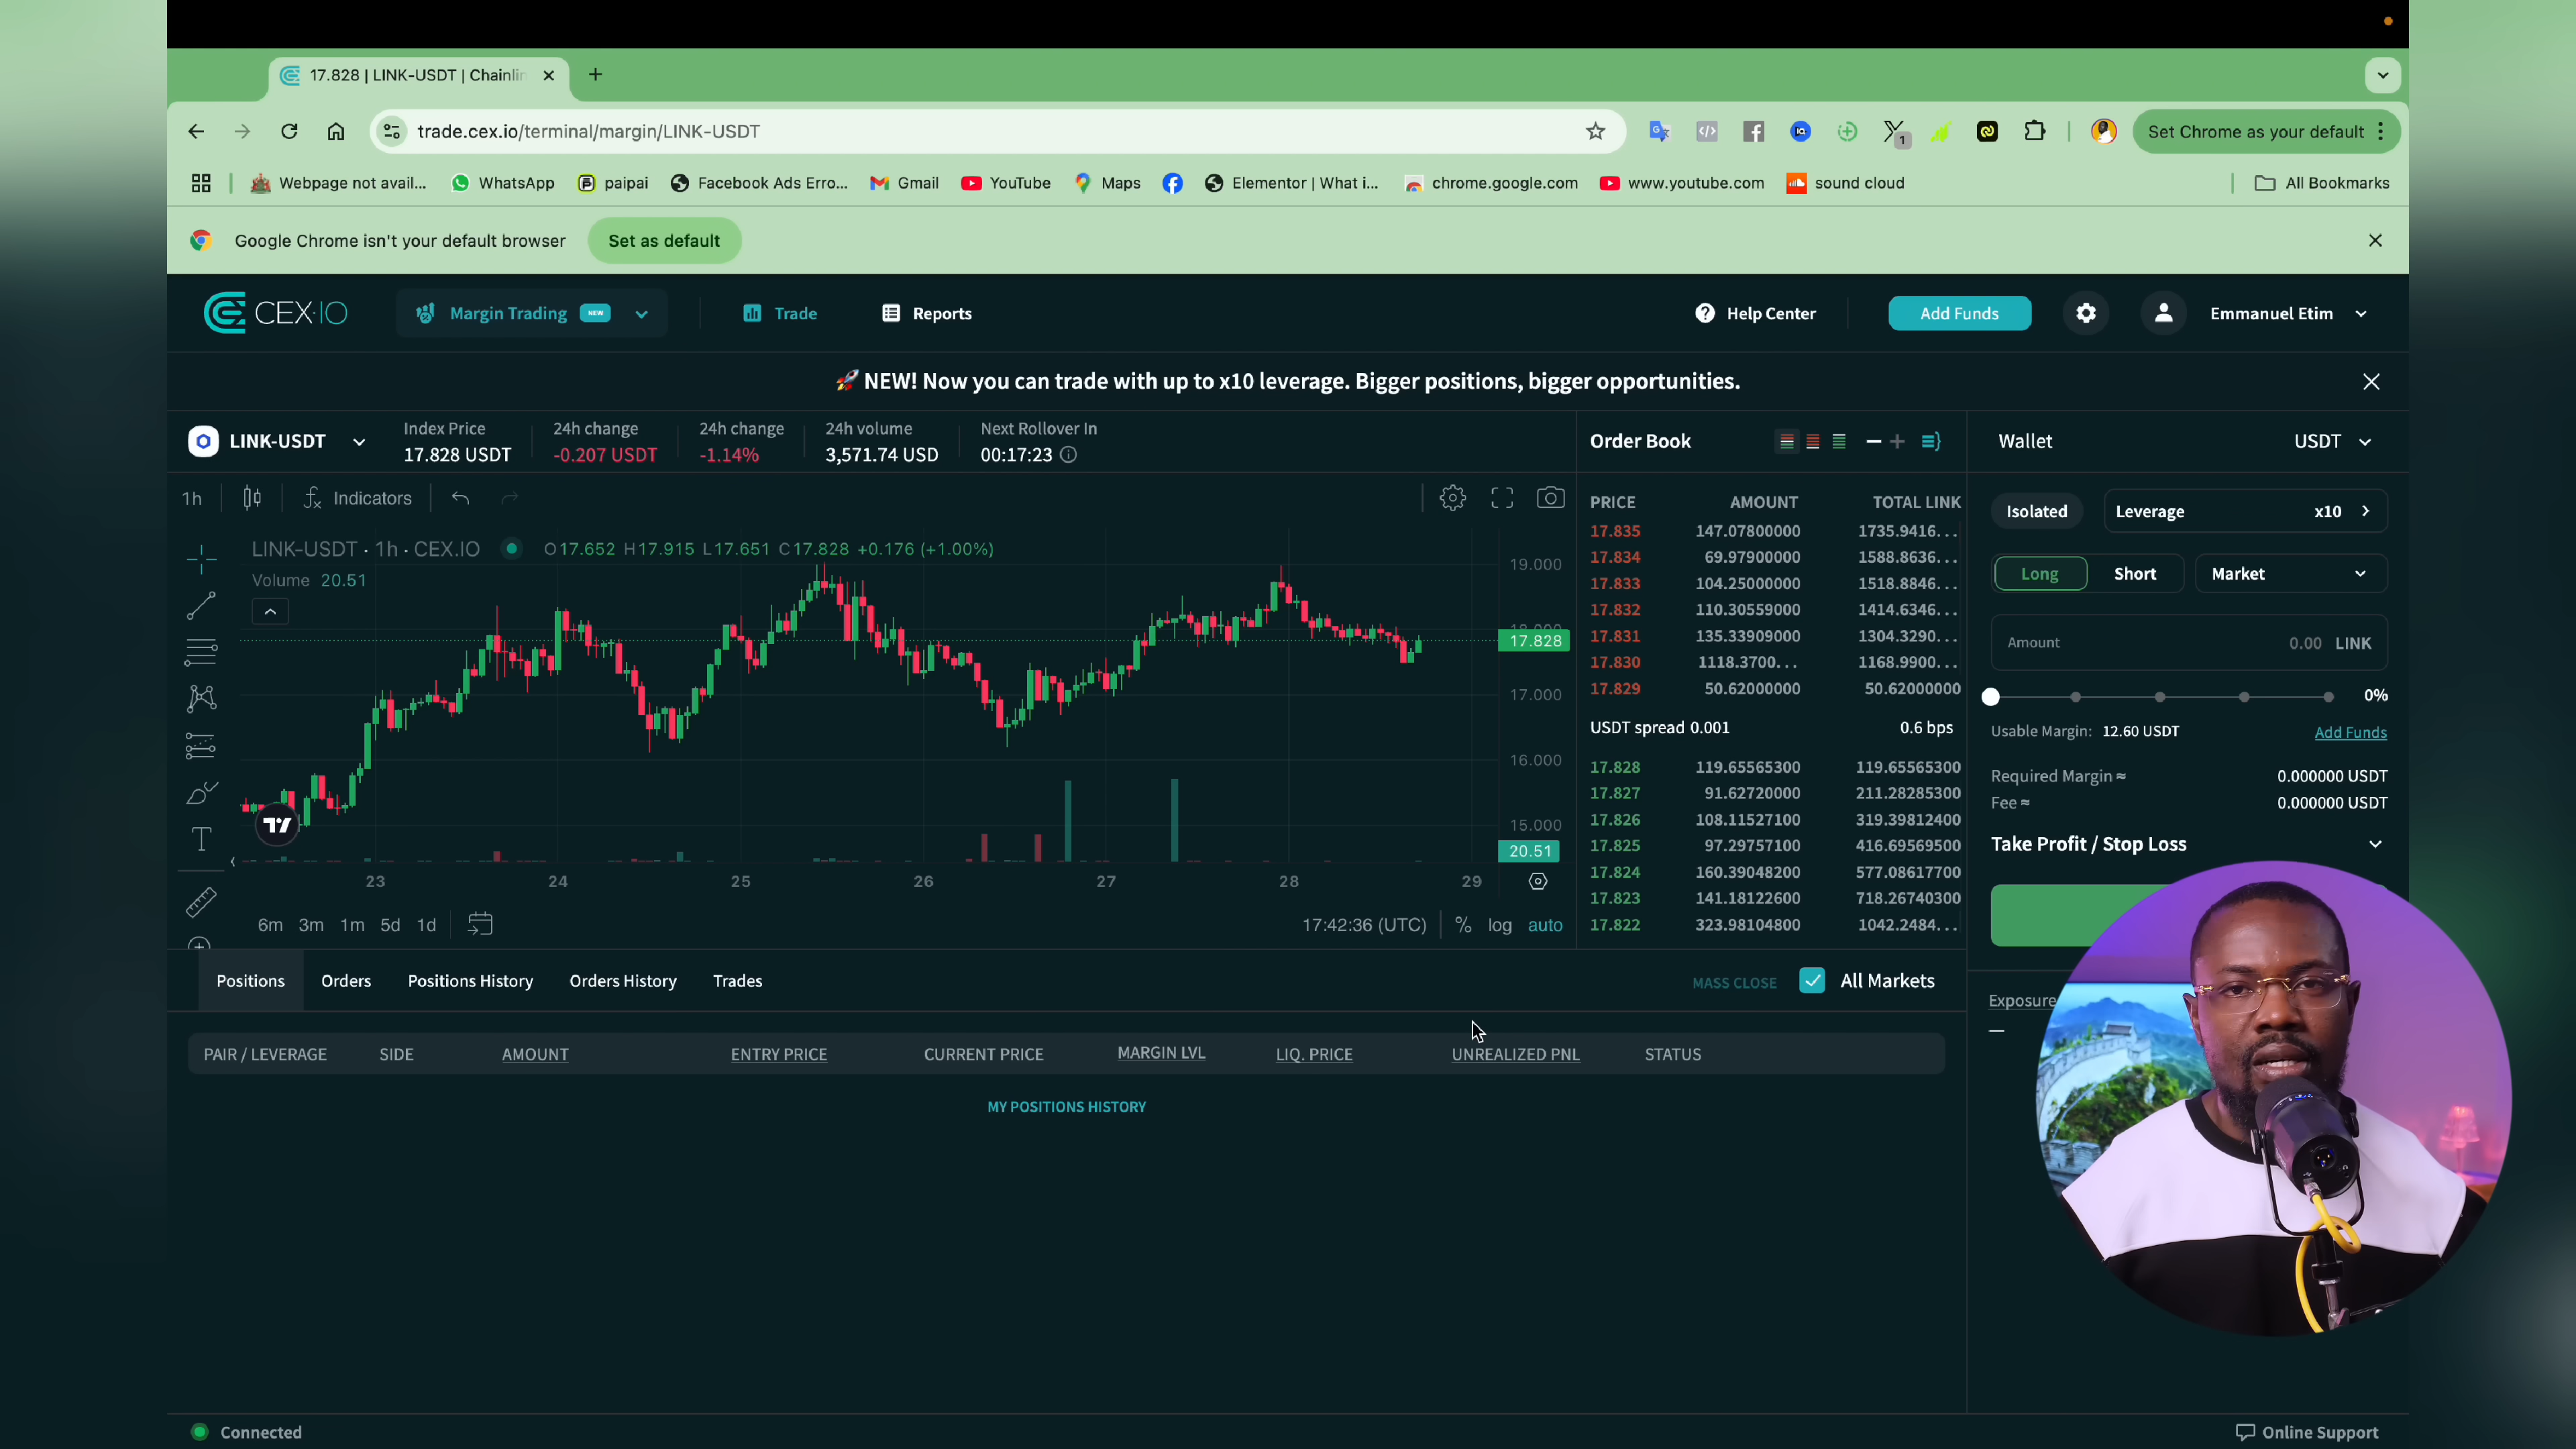 17.828 | LINK-USDT | Chainlin
trade.cex.io/terminal/margin/LINK-USDT
1
Set Chrome as your default
Webpage not avail...
WhatsApp
paipai
Facebook Ads Erro...
Gmail
YouTube
Maps
Elementor | What i...
chrome.google.com
www.youtube.com
sound cloud
All Bookmarks
Google Chrome isn't your default browser
Set as default
CEX.IO
Margin Trading NEW
Trade
Reports
Help Center
Add Funds
Emmanuel Etim
🚀 NEW! Now you can trade with up to x10 leverage. Bigger positions, bigger opportunities.
LINK-USDT
Index Price
17.828 USDT
24h change
-0.207 USDT
24h change
-1.14%
24h volume
3,571.74 USD
Next Rollover In
00:17:23
1h
Indicators
LINK-USDT · 1h · CEX.IO
O17.652 H17.915 L17.651 C17.828 +0.176 (+1.00%)
Volume 20.51
19.000
18.000
17.828
17.000
16.000
15.000
20.51
23 24 25 26 27 28 29
6m 3m 1m 5d 1d
17:42:36 (UTC)
% log auto
Order Book
PRICE AMOUNT TOTAL LINK
17.835 147.07800000 1735.9416...
17.834 69.97900000 1588.8636...
17.833 104.25000000 1518.8846...
17.832 110.30559000 1414.6346...
17.831 135.33909000 1304.3290...
17.830 1118.3700... 1168.9900...
17.829 50.62000000 50.62000000
USDT spread 0.001 0.6 bps
17.828 119.65565300 119.65565300
17.827 91.62720000 211.28285300
17.826 108.11527100 319.39812400
17.825 97.29757100 416.69569500
17.824 160.39048200 577.08617700
17.823 141.18122600 718.26740300
17.822 323.98104800 1042.2484...
Wallet
USDT
Isolated
Leverage x10
Long
Short
Market
Amount 0.00 LINK
0%
Usable Margin: 12.60 USDT
Add Funds
Required Margin ≈ 0.000000 USDT
Fee ≈ 0.000000 USDT
Take Profit / Stop Loss
Exposure
—
Positions
Orders
Positions History
Orders History
Trades
MASS CLOSE
All Markets
PAIR / LEVERAGE SIDE AMOUNT ENTRY PRICE CURRENT PRICE MARGIN LVL LIQ. PRICE UNREALIZED PNL STATUS
MY POSITIONS HISTORY
Connected
Online Support